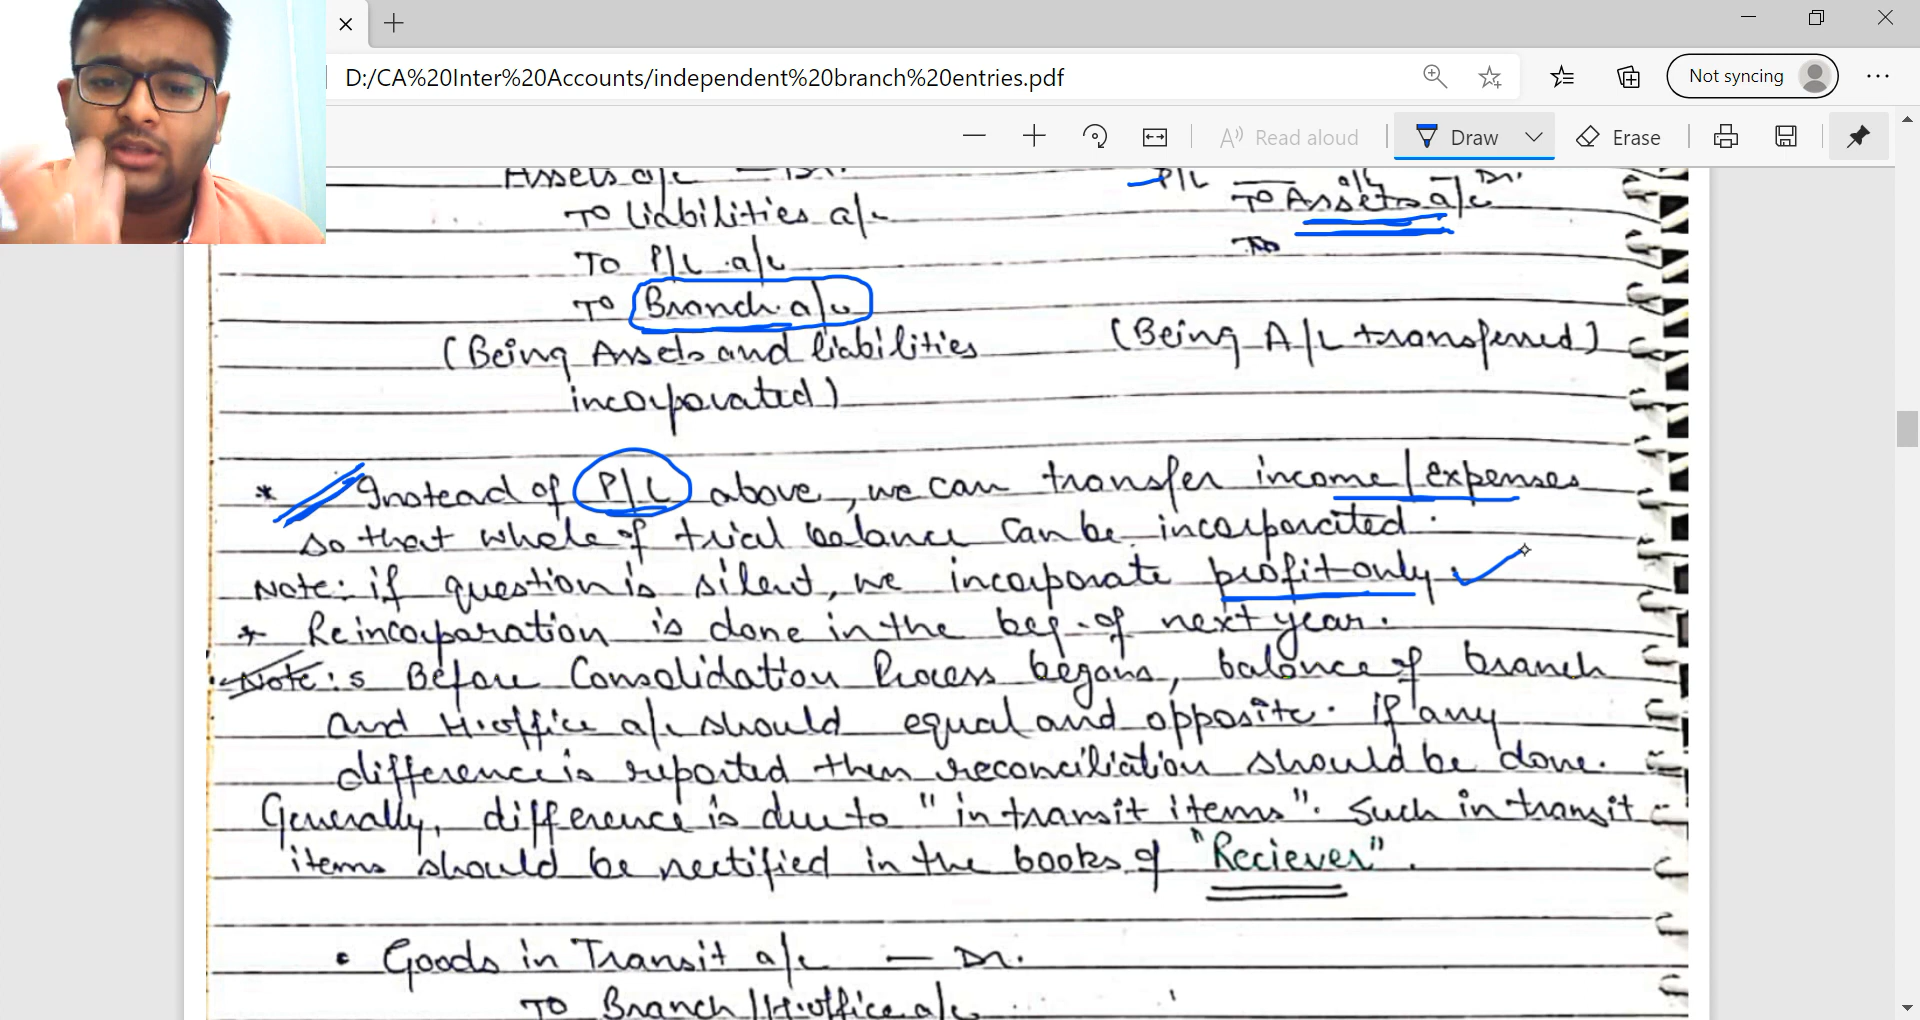 D:/CA%20Inter%20Accounts/independent%20branch%20entries.pdf
Not syncing
Read aloud
Draw
Erase
Assets a/c — Dr.
To liabilities a/c
To P/L a/c
To Branch a/c
(Being Assets and liabilities
incorporated)
P/L a/c — Dr.
To Assets a/c
To
(Being A/L transferred)
* Instead of P/L above, we can transfer income/expenses
so that whole of trial balance can be incorporated.
Note: if question is silent, we incorporate profit only.
* Reincorporation is done in the beg. of next year.
Note:s Before Consolidation Process begans, balance of branch
and H.office a/c should equal and opposite. if any
difference is reported then reconciliation should be done.
Generally, difference is due to "in transit items". Such in transit
items should be rectified in the books of "Reciever".
• Goods in Transit a/c — Dr.
To Branch/H.office a/c